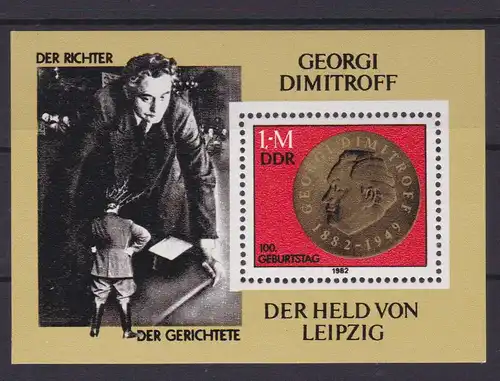 DER RICHTER
GEORGI
DIMITROFF
1,-M
DDR
GEORGI DIMITROFF
1882-1949
100.
GEBURTSTAG
1982
DER GERICHTETE
DER HELD VON
LEIPZIG